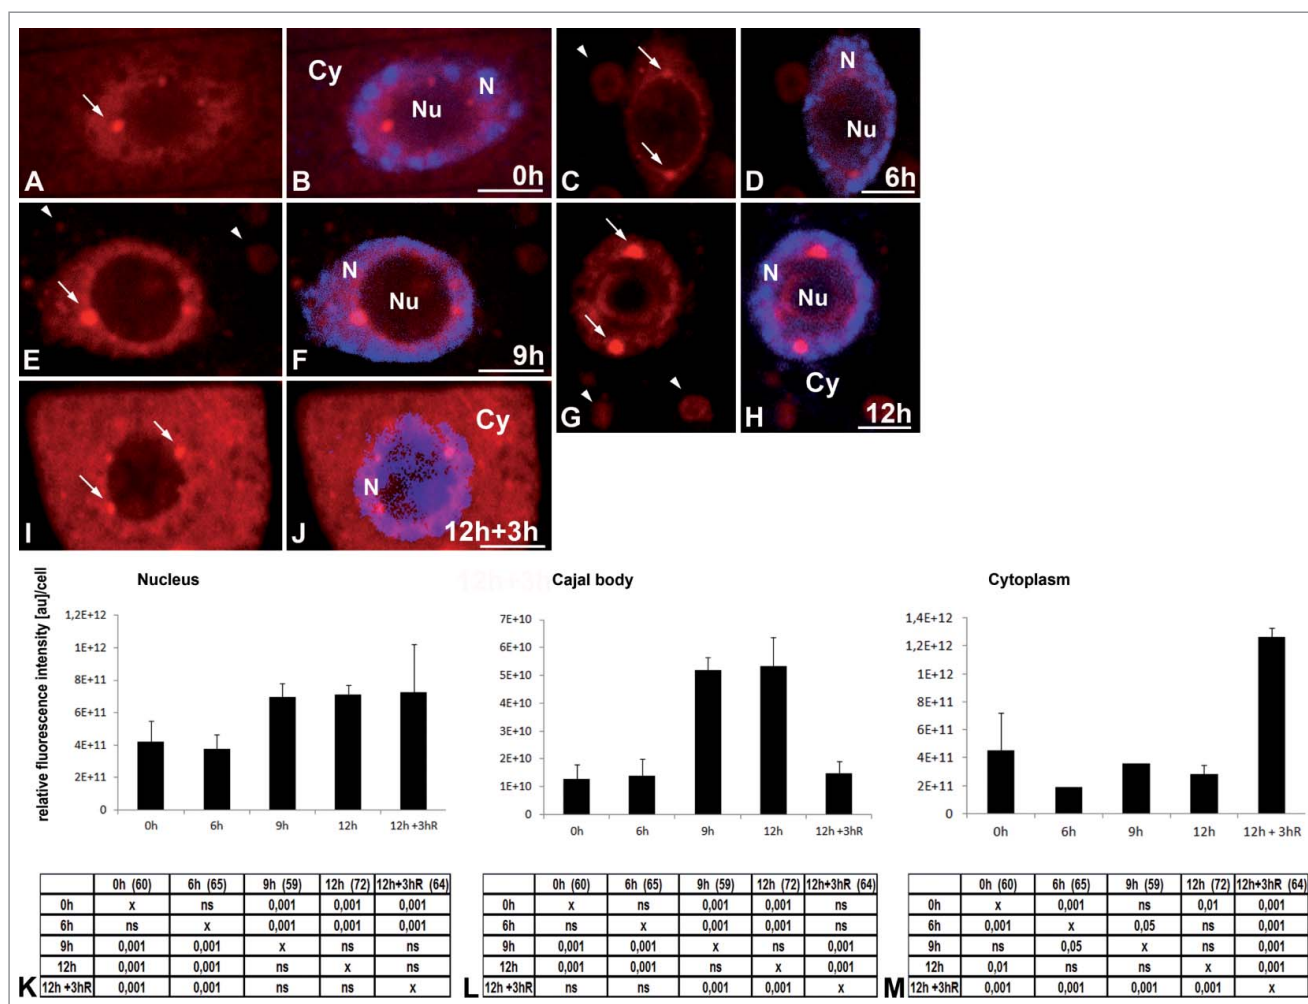 A
Cy
N
Nu
B
0h
C
N
Nu
D
6h
E
N
Nu
F
9h
G
N
Nu
Cy
H
12h
I
Cy
N
J
12h+3h
Nucleus
relative fluorescence intensity [au]/cell
1,2E+12
1E+12
8E+11
6E+11
4E+11
2E+11
0
0h 6h 9h 12h 12h +3hR
Cajal body
7E+10
6E+10
5E+10
4E+10
3E+10
2E+10
1E+10
0
0h 6h 9h 12h 12h +3hR
Cytoplasm
1,4E+12
1,2E+12
1E+12
8E+11
6E+11
4E+11
2E+11
0
0h 6h 9h 12h 12h + 3hR
0h (60) 6h (65) 9h (59) 12h (72) 12h+3hR (64)
0h x ns 0,001 0,001 0,001
6h ns x 0,001 0,001 0,001
9h 0,001 0,001 x ns ns
12h 0,001 0,001 ns x ns
12h +3hR 0,001 0,001 ns ns x
K
0h (60) 6h (65) 9h (59) 12h (72) 12h+3hR (64)
0h x ns 0,001 0,001 ns
6h ns x 0,001 0,001 ns
9h 0,001 0,001 x ns 0,001
12h 0,001 0,001 ns x 0,001
12h +3hR ns ns 0,001 0,001 x
L
0h (60) 6h (65) 9h (59) 12h (72) 12h+3hR (64)
0h x 0,001 ns 0,01 0,001
6h 0,001 x 0,05 ns 0,001
9h ns 0,05 x ns 0,001
12h 0,01 ns ns x 0,001
12h +3hR 0,001 0,001 0,001 0,001 x
M